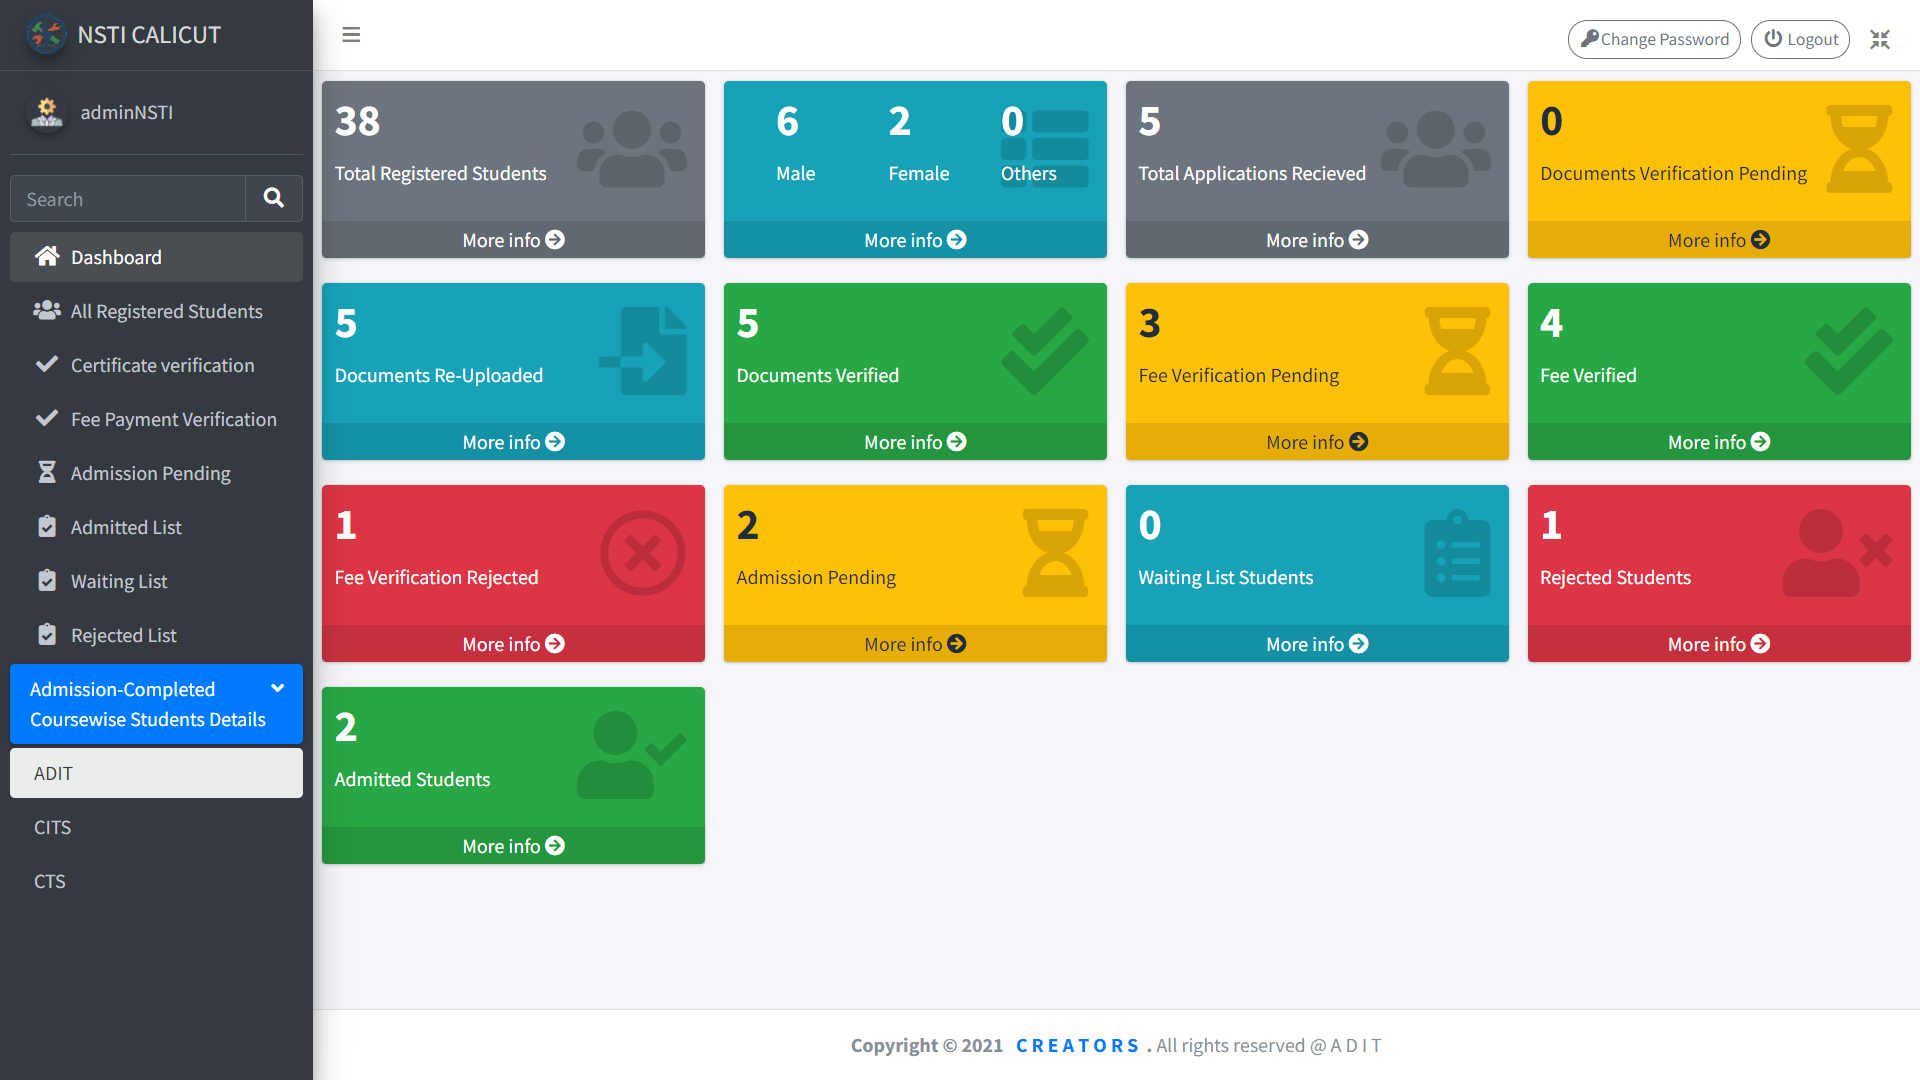 NSTI CALICUT
adminNSTI
Search
Dashboard
All Registered Students
Certificate verification
Fee Payment Verification
Admission Pending
Admitted List
Waiting List
Rejected List
Admission-Completed
Coursewise Students Details
ADIT
CITS
CTS
Change Password
Logout
38
Total Registered Students
More info
6 2 0
Male Female Others
More info
5
Total Applications Recieved
More info
0
Documents Verification Pending
More info
5
Documents Re-Uploaded
More info
5
Documents Verified
More info
3
Fee Verification Pending
More info
4
Fee Verified
More info
1
Fee Verification Rejected
More info
2
Admission Pending
More info
0
Waiting List Students
More info
1
Rejected Students
More info
2
Admitted Students
More info
Copyright © 2021 CREATORS . All rights reserved @ A D I T